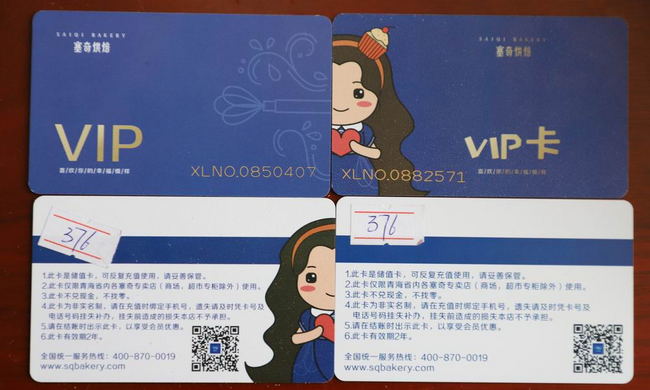 SAIQI BAKERY
塞奇烘焙
VIP
喜欢你的幸福模样
XLNO.0850407
SAIQI BAKERY
塞奇烘焙
VIP卡
喜欢你的幸福模样
XLNO.0882571
376
1.此卡是储值卡，可反复充值使用，请妥善保管。
2.此卡仅限青海省内各塞奇专卖店（商场、超市专柜除外）使用。
3.此卡不兑现金，不找零。
4.此卡为非实名制，请在充值时绑定手机号，遗失请及时凭卡号及
电话号码挂失补办，挂失前造成的损失本店不予承担。
5.请在结账时出示此卡，以享受会员优惠。
6.此卡有效期2年。
全国统一服务热线：400-870-0019
www.sqbakery.com
376
1.此卡是储值卡，可反复充值使用，请妥善保管。
2.此卡仅限青海省内各塞奇专卖店（商场、超市专柜除外）使用。
3.此卡不兑现金，不找零。
4.此卡为非实名制，请在充值时绑定手机号，遗失请及时凭卡号及
电话号码挂失补办，挂失前造成的损失本店不予承担。
5.请在结账时出示此卡，以享受会员优惠。
6.此卡有效期2年。
全国统一服务热线：400-870-0019
www.sqbakery.com